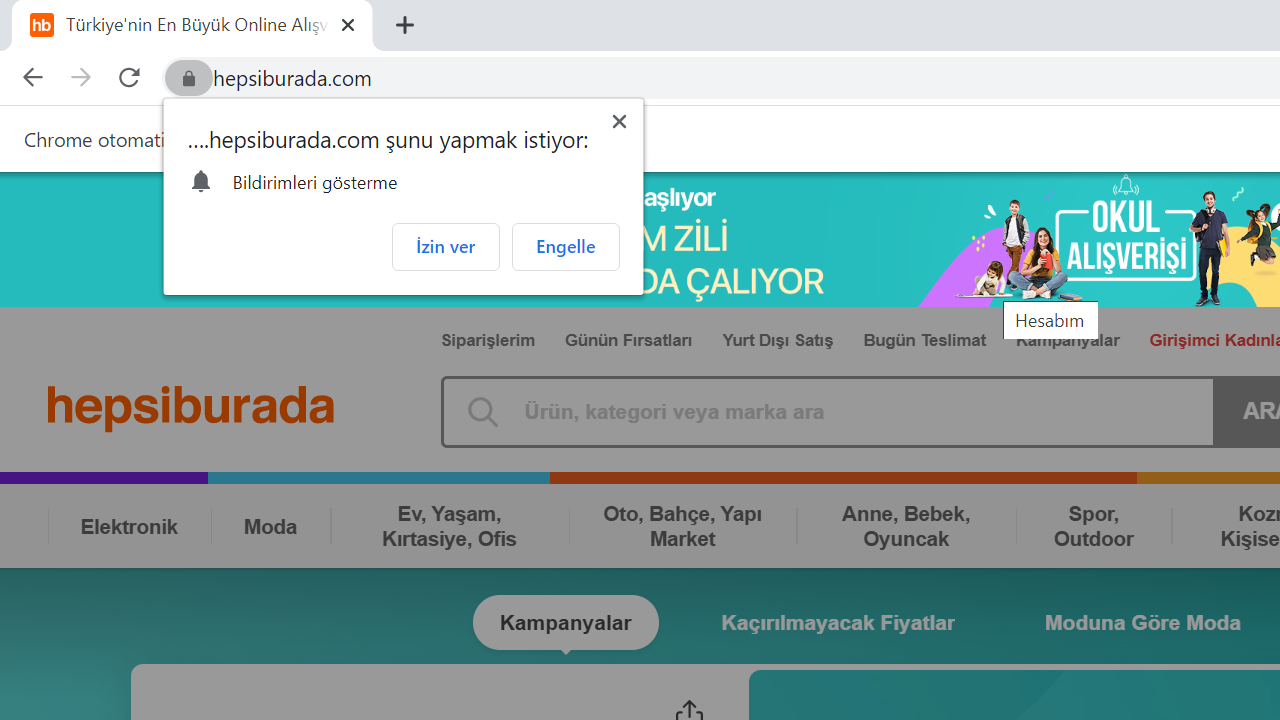 hb Türkiye'nin En Büyük Online Alışv
hepsiburada.com
Chrome otomati
….hepsiburada.com şunu yapmak istiyor:
Bildirimleri gösterme
İzin ver Engelle
aşlıyor
M ZİLİ
DA ÇALIYOR
OKUL
ALIŞVERİŞİ
Hesabım
Siparişlerim Günün Fırsatları Yurt Dışı Satış Bugün Teslimat Kampanyalar Girişimci Kadınla
hepsiburada
Ürün, kategori veya marka ara ARA
Elektronik
Moda
Ev, Yaşam,
Kırtasiye, Ofis
Oto, Bahçe, Yapı
Market
Anne, Bebek,
Oyuncak
Spor,
Outdoor
Kozm
Kişise
Kampanyalar Kaçırılmayacak Fiyatlar Moduna Göre Moda